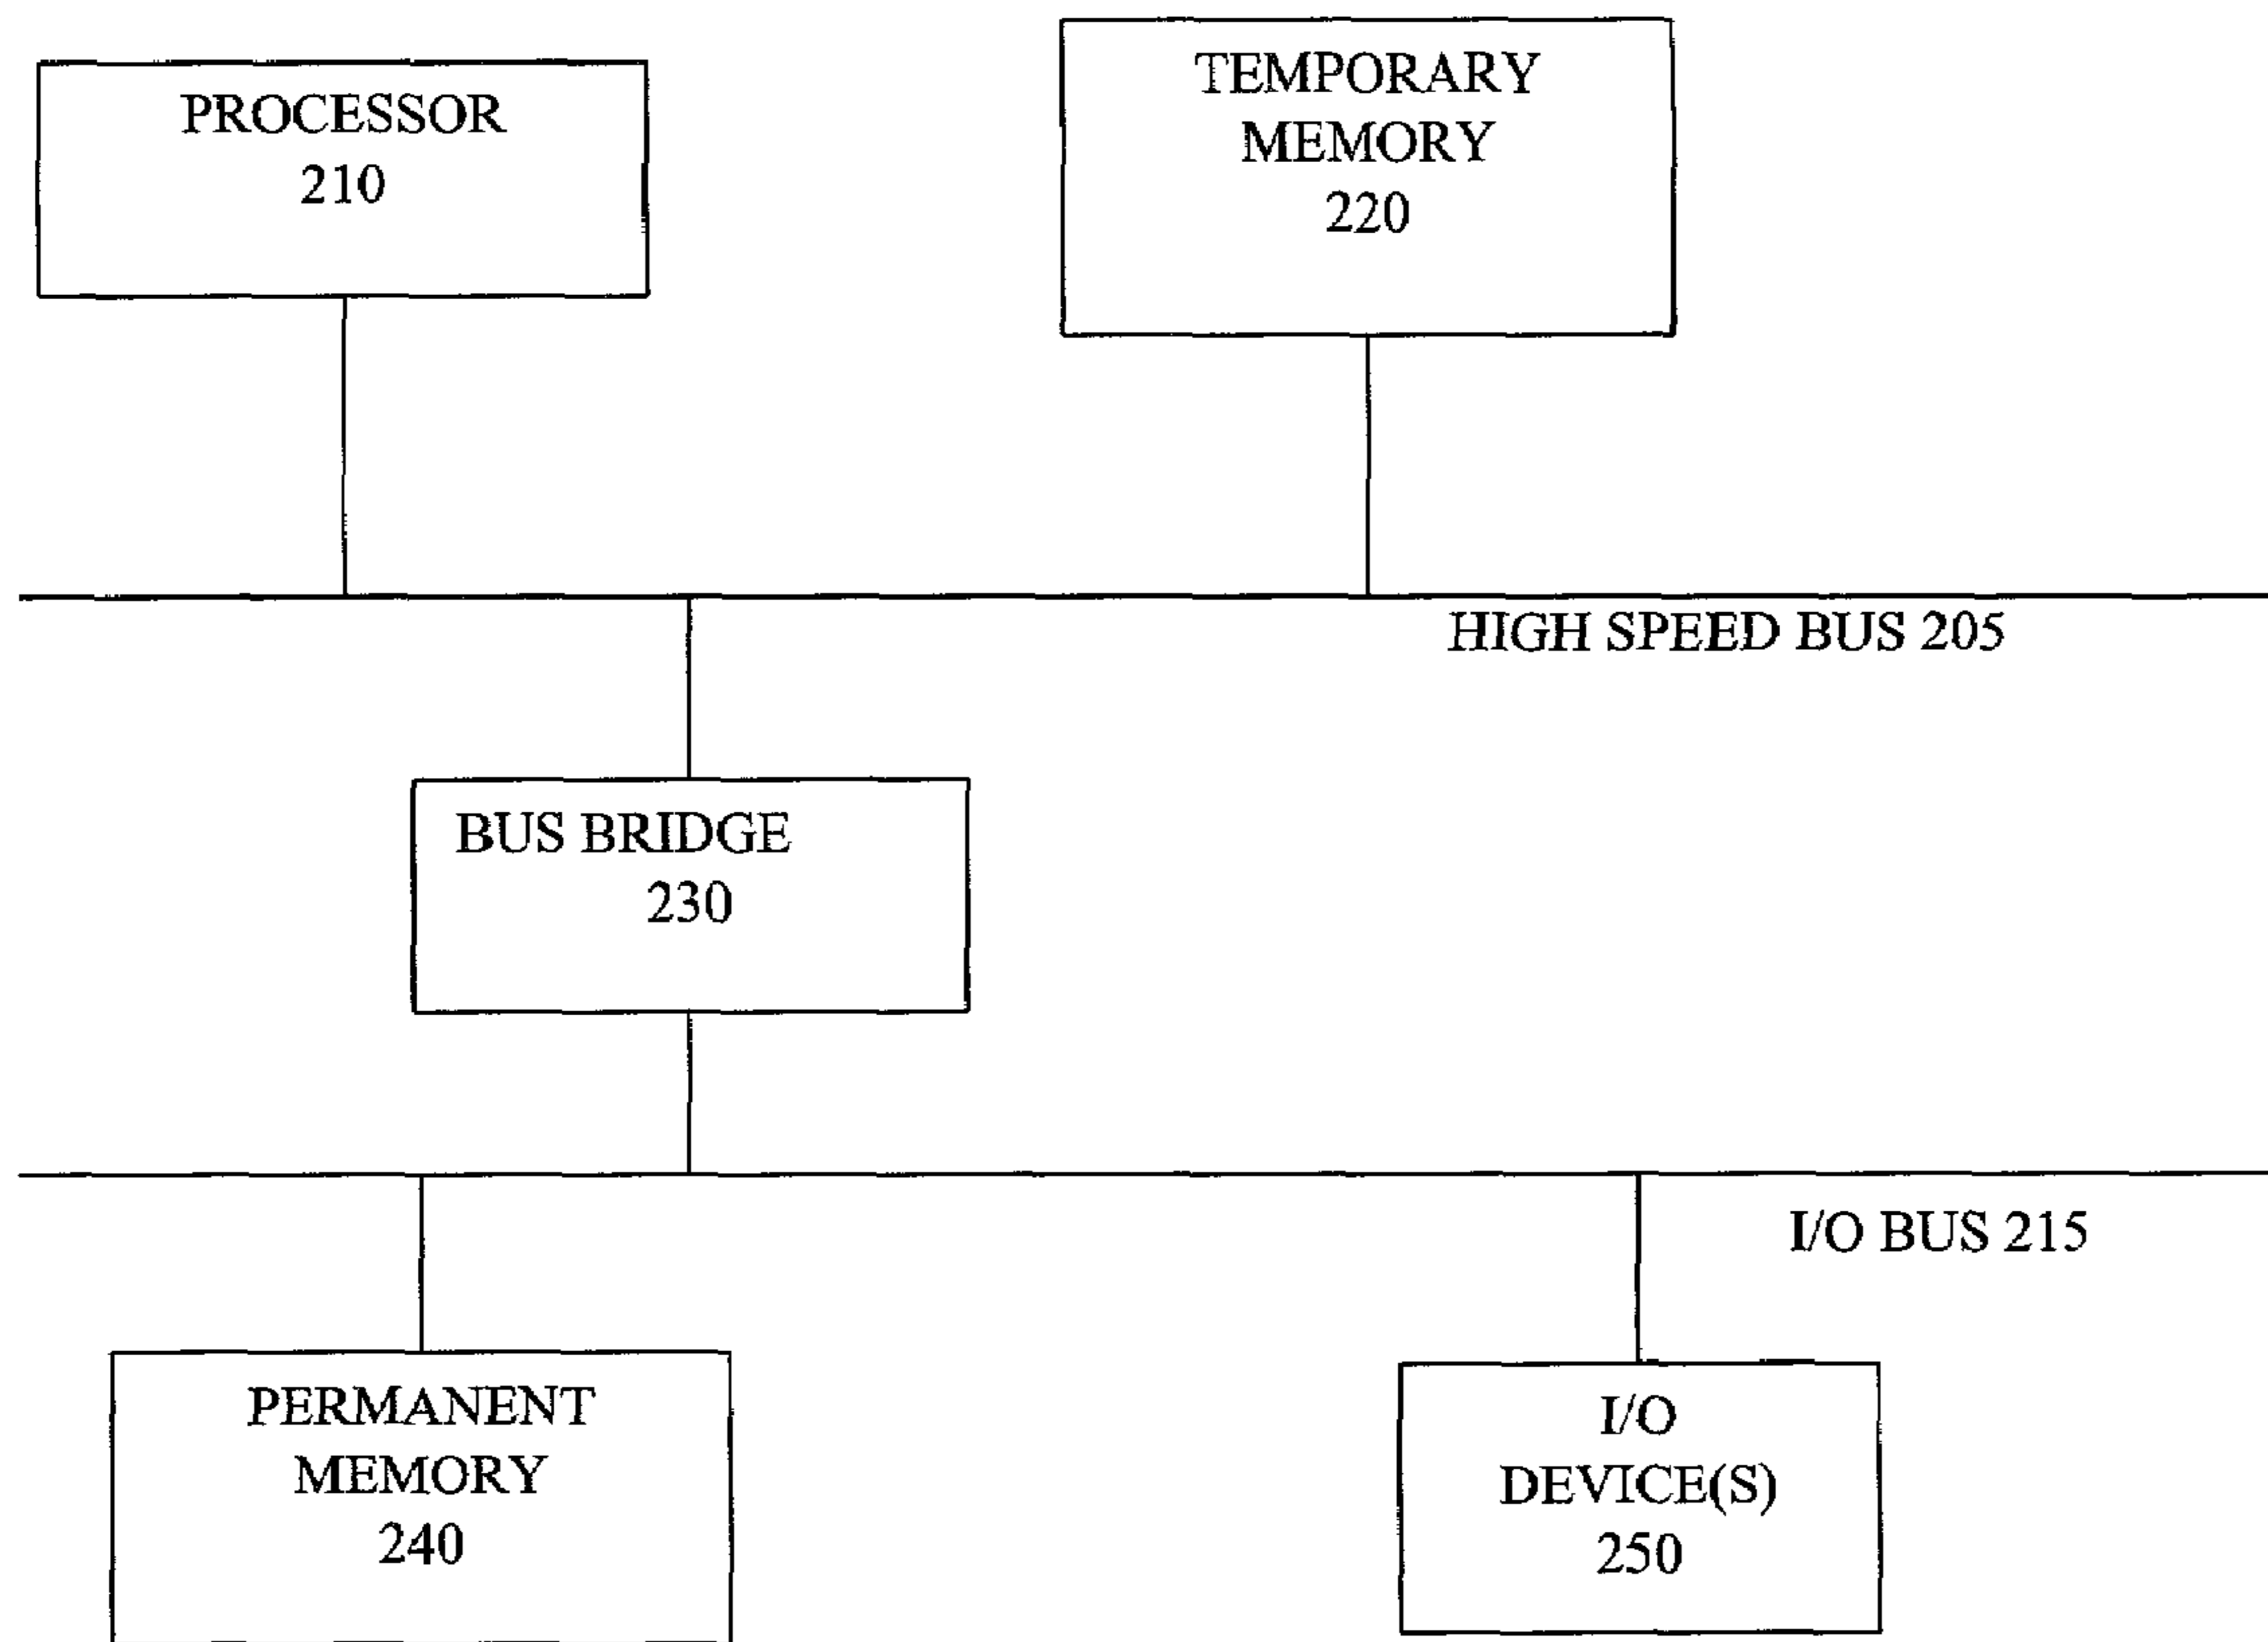 PROCESSOR
210
TEMPORARY
MEMORY
220
HIGH SPEED BUS 205
BUS BRIDGE
230
I/O BUS 215
PERMANENT
MEMORY
240
I/O
DEVICE(S)
250